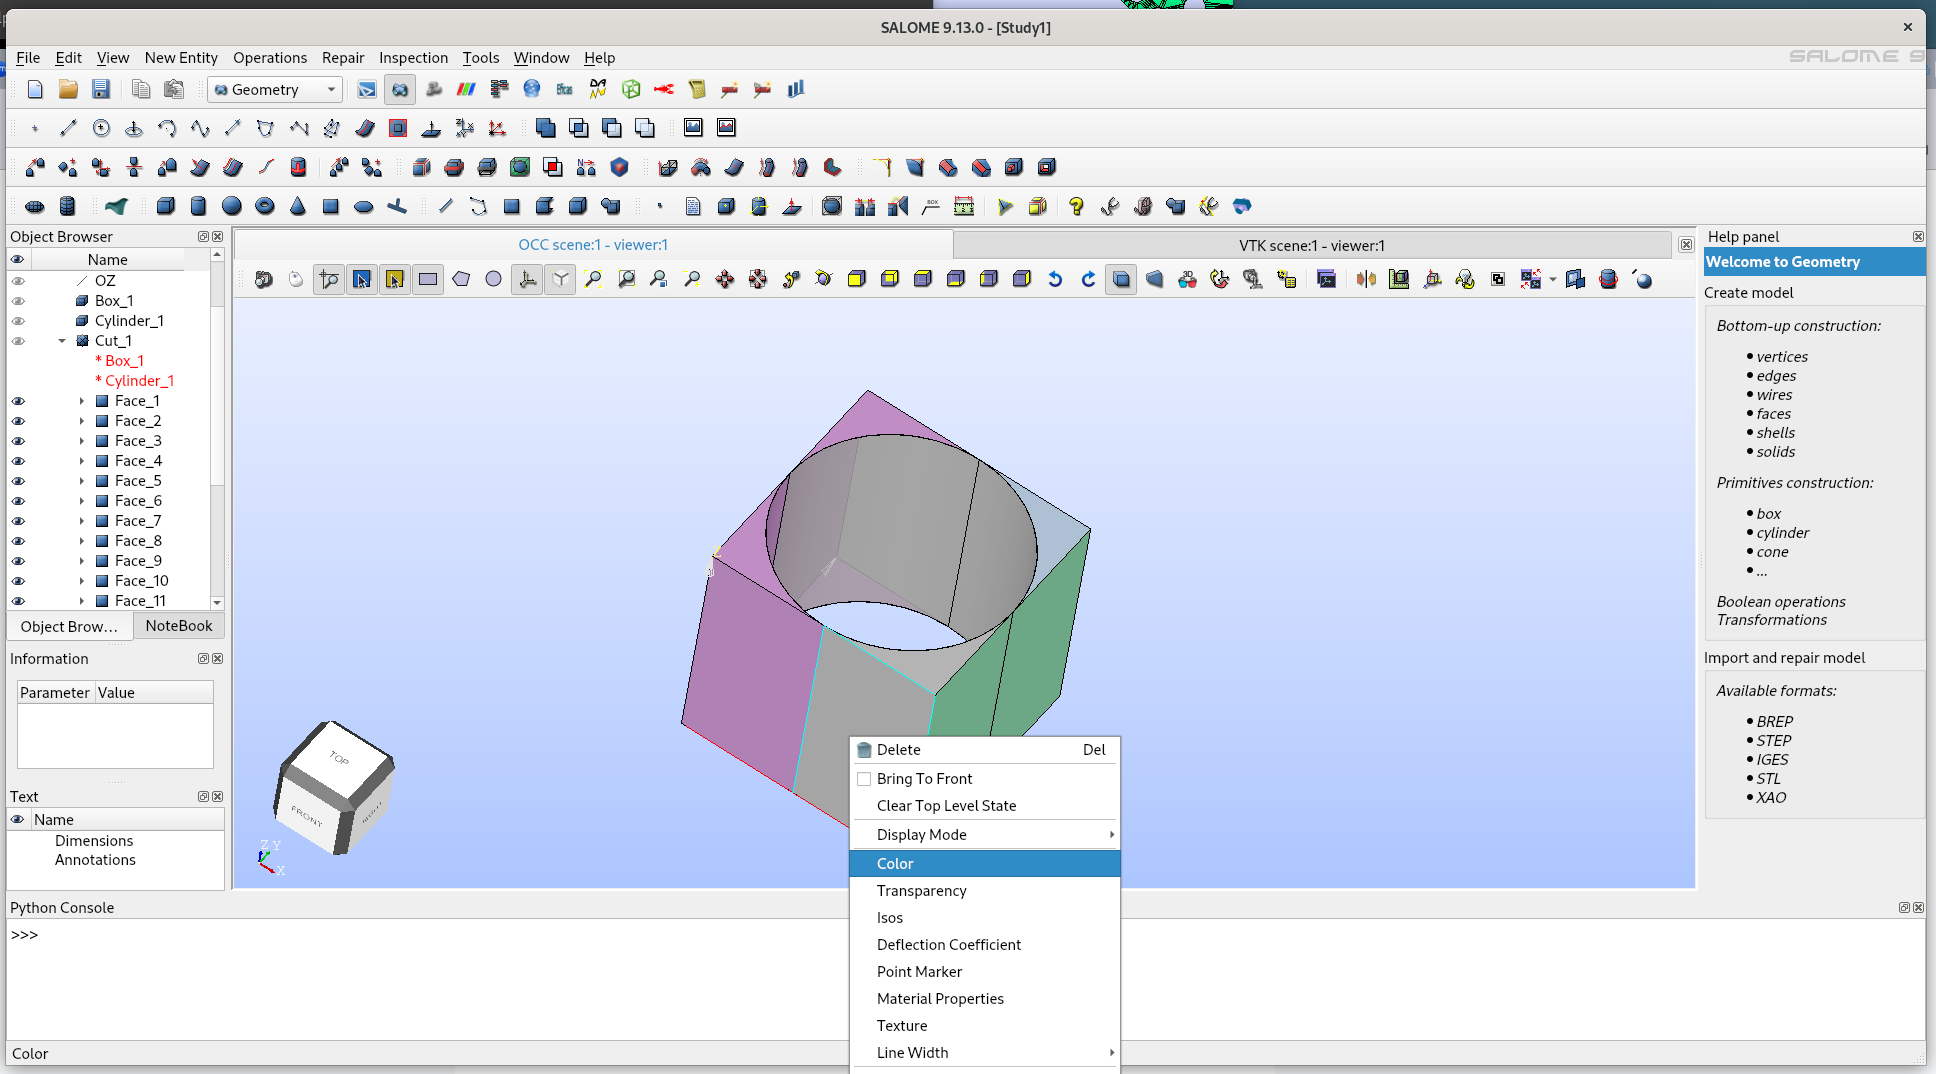 SALOME 9.13.0 - [Study1]
File Edit View New Entity Operations Repair Inspection Tools Window Help
SALOME 9
Geometry
Eficas
Object Browser
Name
OZ
Box_1
Cylinder_1
Cut_1
* Box_1
* Cylinder_1
Face_1
Face_2
Face_3
Face_4
Face_5
Face_6
Face_7
Face_8
Face_9
Face_10
Face_11
Object Brow... NoteBook
Information
Parameter Value
Text
Name
Dimensions
Annotations
OCC scene:1 - viewer:1
VTK scene:1 - viewer:1
Z
TOP
FRONT
Z Y
X
Delete Del
Bring To Front
Clear Top Level State
Display Mode
Color
Transparency
Isos
Deflection Coefficient
Point Marker
Material Properties
Texture
Line Width
Help panel
Welcome to Geometry
Create model
Bottom-up construction:
• vertices
• edges
• wires
• faces
• shells
• solids
Primitives construction:
• box
• cylinder
• cone
• ...
Boolean operations
Transformations
Import and repair model
Available formats:
• BREP
• STEP
• IGES
• STL
• XAO
Python Console
>>>
Color